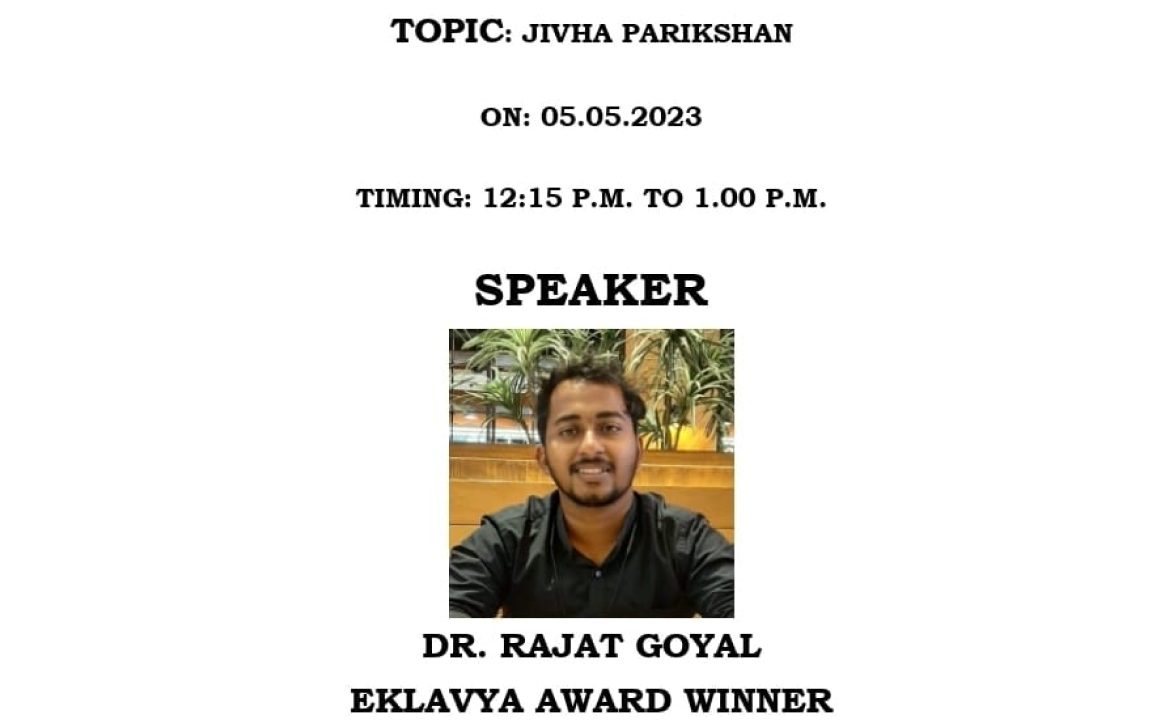 TOPIC: JIVHA PARIKSHAN
ON: 05.05.2023
TIMING: 12:15 P.M. TO 1.00 P.M.
SPEAKER
DR. RAJAT GOYAL
EKLAVYA AWARD WINNER